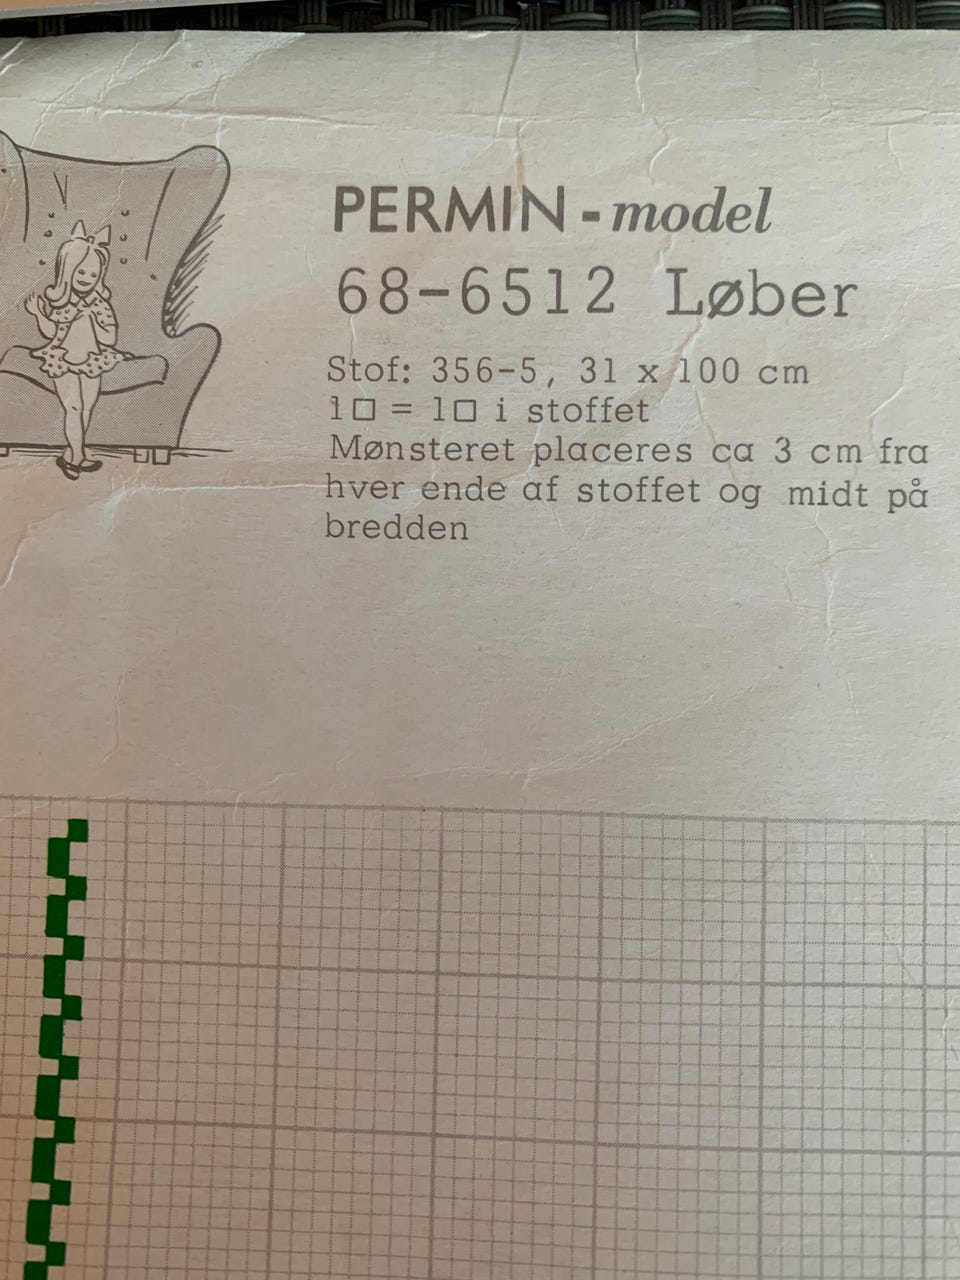 PERMIN - model
68-6512 Løber
Stof: 356-5, 31 x 100 cm
1□ = 1□ i stoffet
Mønsteret placeres ca 3 cm fra
hver ende af stoffet og midt på
bredden